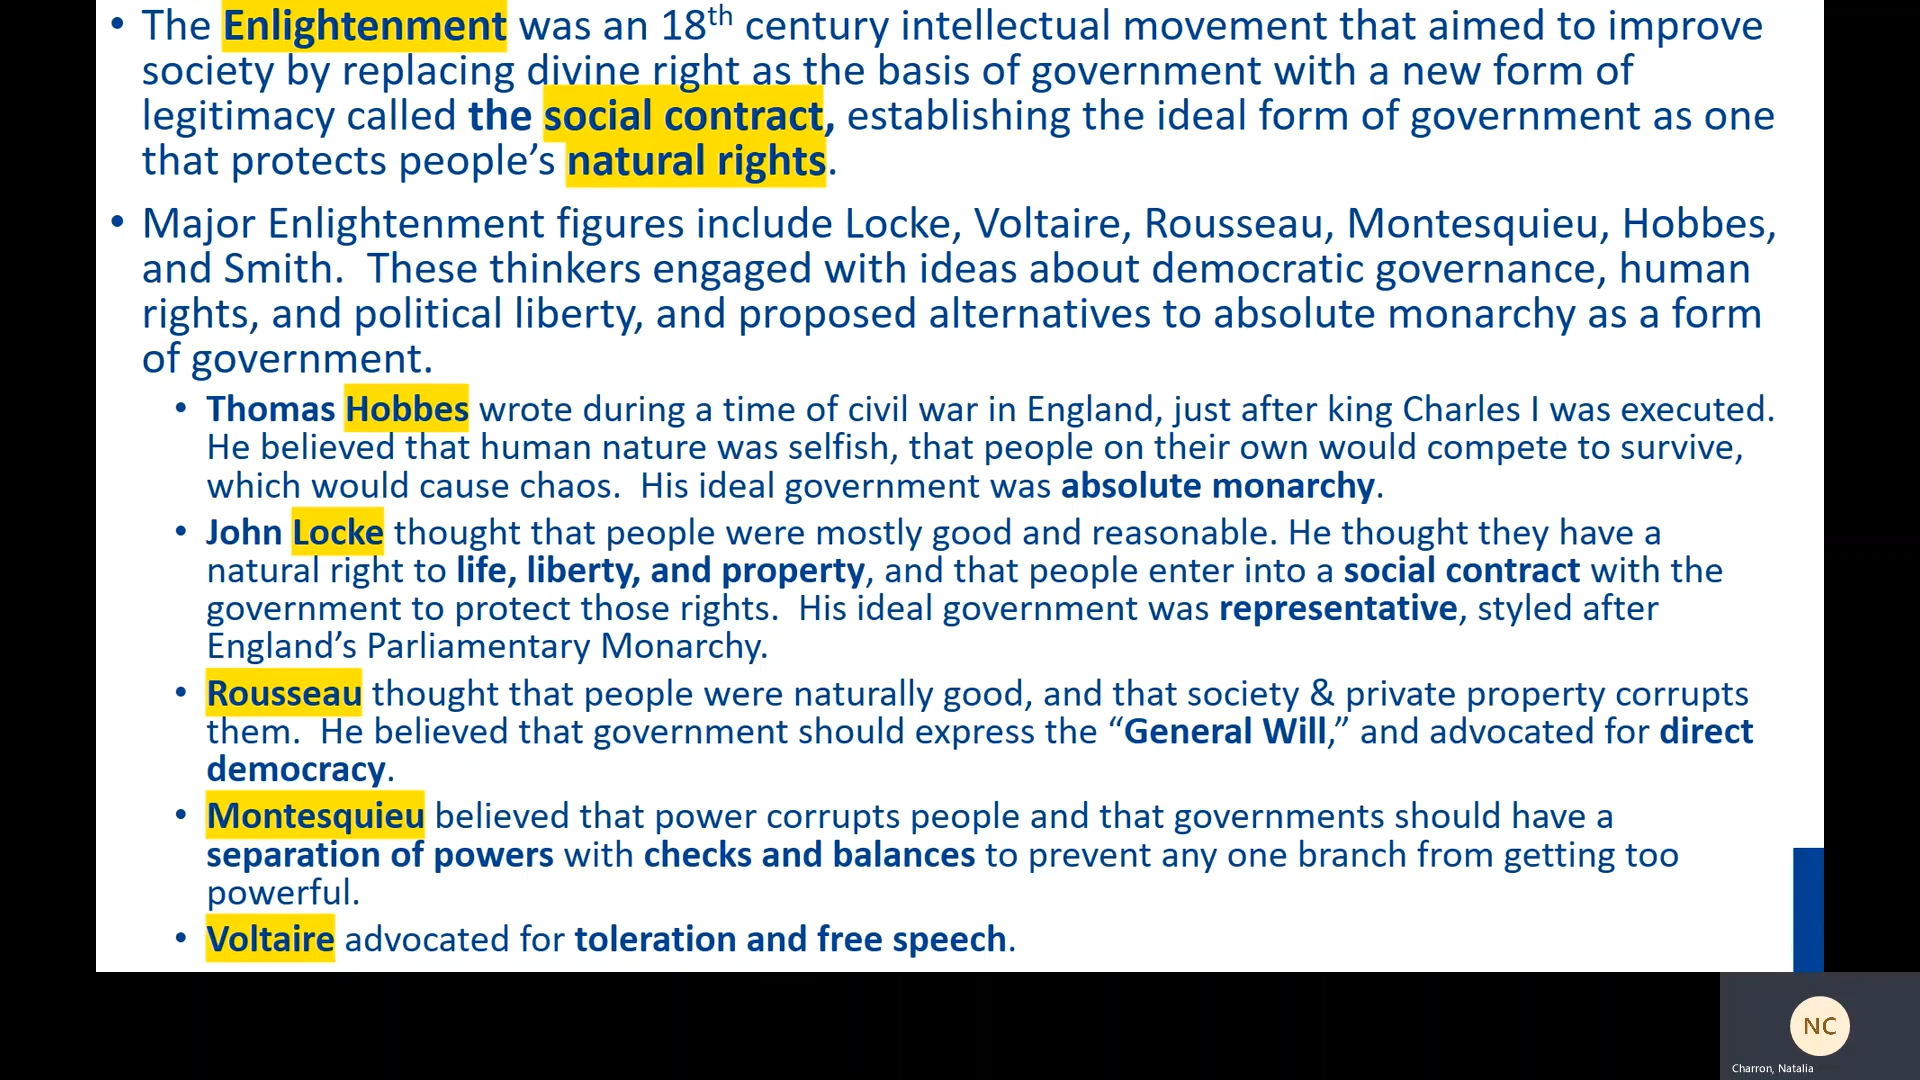 • The Enlightenment was an 18th century intellectual movement that aimed to improve
society by replacing divine right as the basis of government with a new form of
legitimacy called the social contract, establishing the ideal form of government as one
that protects people’s natural rights.
• Major Enlightenment figures include Locke, Voltaire, Rousseau, Montesquieu, Hobbes,
and Smith.  These thinkers engaged with ideas about democratic governance, human
rights, and political liberty, and proposed alternatives to absolute monarchy as a form
of government.
• Thomas Hobbes wrote during a time of civil war in England, just after king Charles I was executed.
He believed that human nature was selfish, that people on their own would compete to survive,
which would cause chaos.  His ideal government was absolute monarchy.
• John Locke thought that people were mostly good and reasonable. He thought they have a
natural right to life, liberty, and property, and that people enter into a social contract with the
government to protect those rights.  His ideal government was representative, styled after
England’s Parliamentary Monarchy.
• Rousseau thought that people were naturally good, and that society & private property corrupts
them.  He believed that government should express the “General Will,” and advocated for direct
democracy.
• Montesquieu believed that power corrupts people and that governments should have a
separation of powers with checks and balances to prevent any one branch from getting too
powerful.
• Voltaire advocated for toleration and free speech.
NC
Charron, Natalia